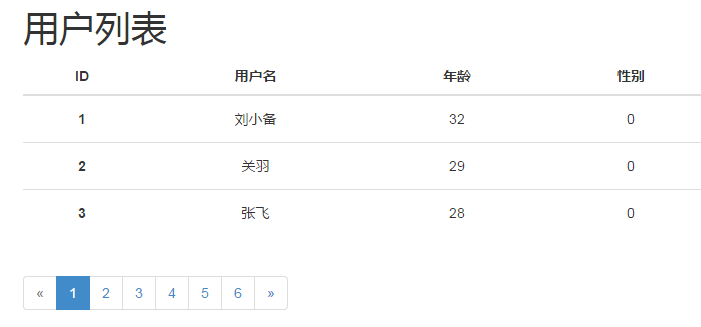 用户列表
ID 用户名 年龄 性别
1 刘小备 32 0
2 关羽 29 0
3 张飞 28 0
« 1 2 3 4 5 6 »